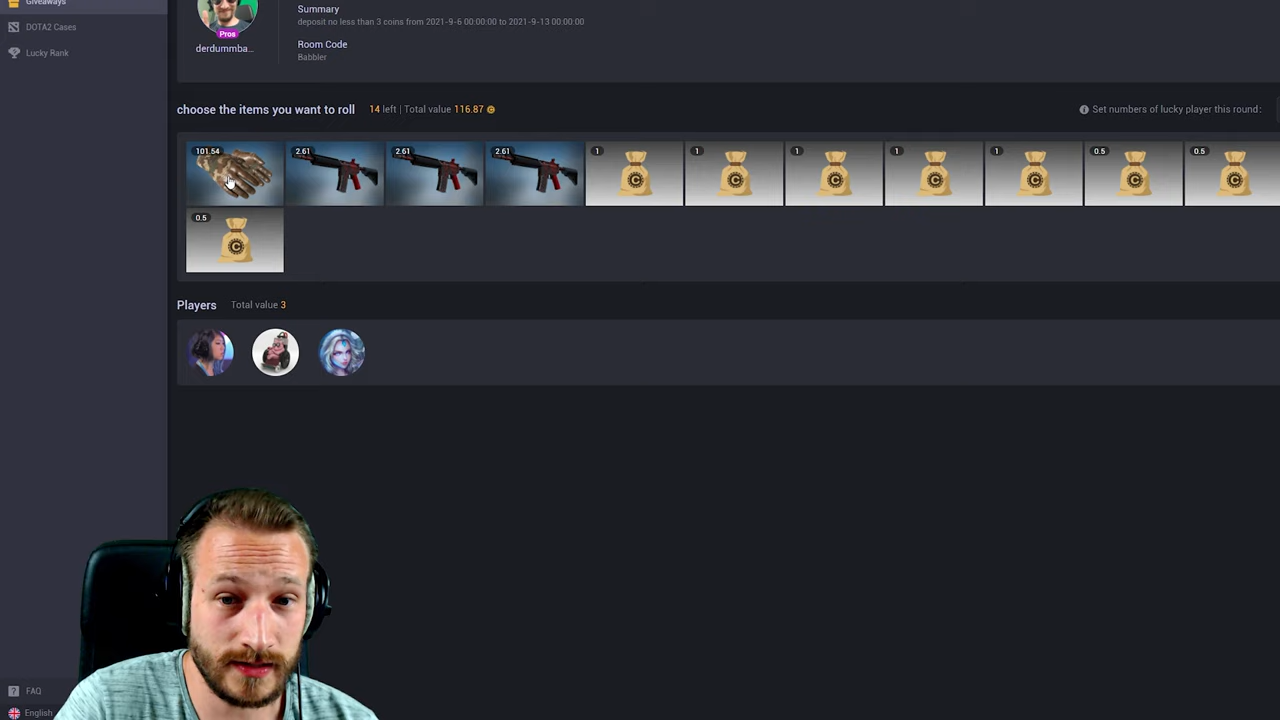 Giveaways
DOTA2 Cases
Lucky Rank
Pros
derdummba...
Summary
deposit no less than 3 coins from 2021-9-6 00:00:00 to 2021-9-13 00:00:00
Room Code
Babbler
choose the items you want to roll 14 left | Total value 116.87
Set numbers of lucky player this round:
101.54 2.61 2.61 2.61 1 1 1 1 1 0.5 0.5
0.5
Players Total value 3
FAQ
English